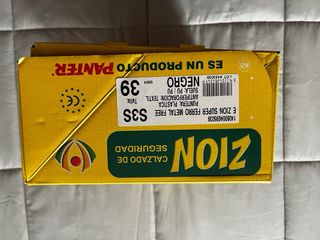 ZION
CALZADO DE
SEGURIDAD
E ZION SUPER FERRO METAL FREE
S3S
PUNTERA PLASTICA
ANTIPERFORACION TEXTIL
SUELA: PU / PU
Talla:
39
NEGRO
CE
ES UN PRODUCTO PANTER